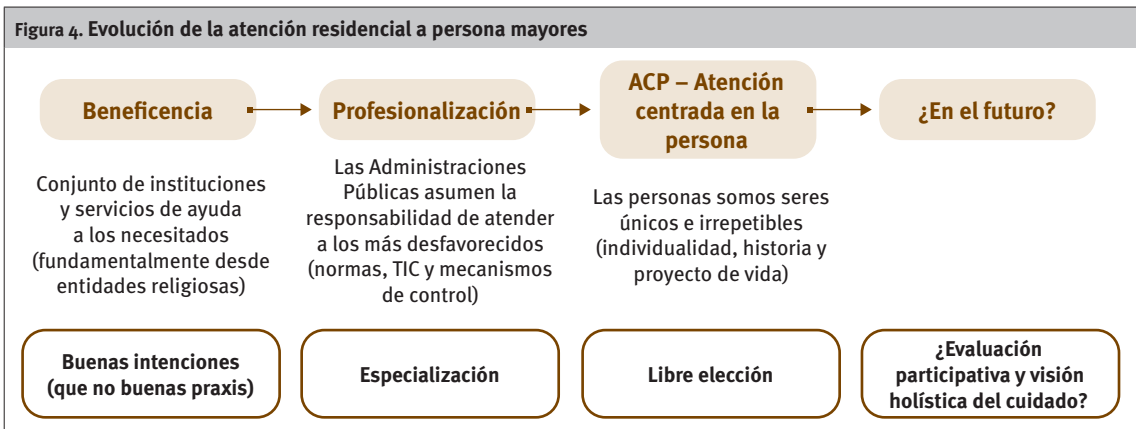 Figura 4. Evolución de la atención residencial a persona mayores
Beneficencia
Profesionalización
ACP – Atención
centrada en la
persona
¿En el futuro?
Conjunto de instituciones
y servicios de ayuda
a los necesitados
(fundamentalmente desde
entidades religiosas)
Las Administraciones
Públicas asumen la
responsabilidad de atender
a los más desfavorecidos
(normas, TIC y mecanismos
de control)
Las personas somos seres
únicos e irrepetibles
(individualidad, historia y
proyecto de vida)
Buenas intenciones
(que no buenas praxis)
Especialización
Libre elección
¿Evaluación
participativa y visión
holística del cuidado?